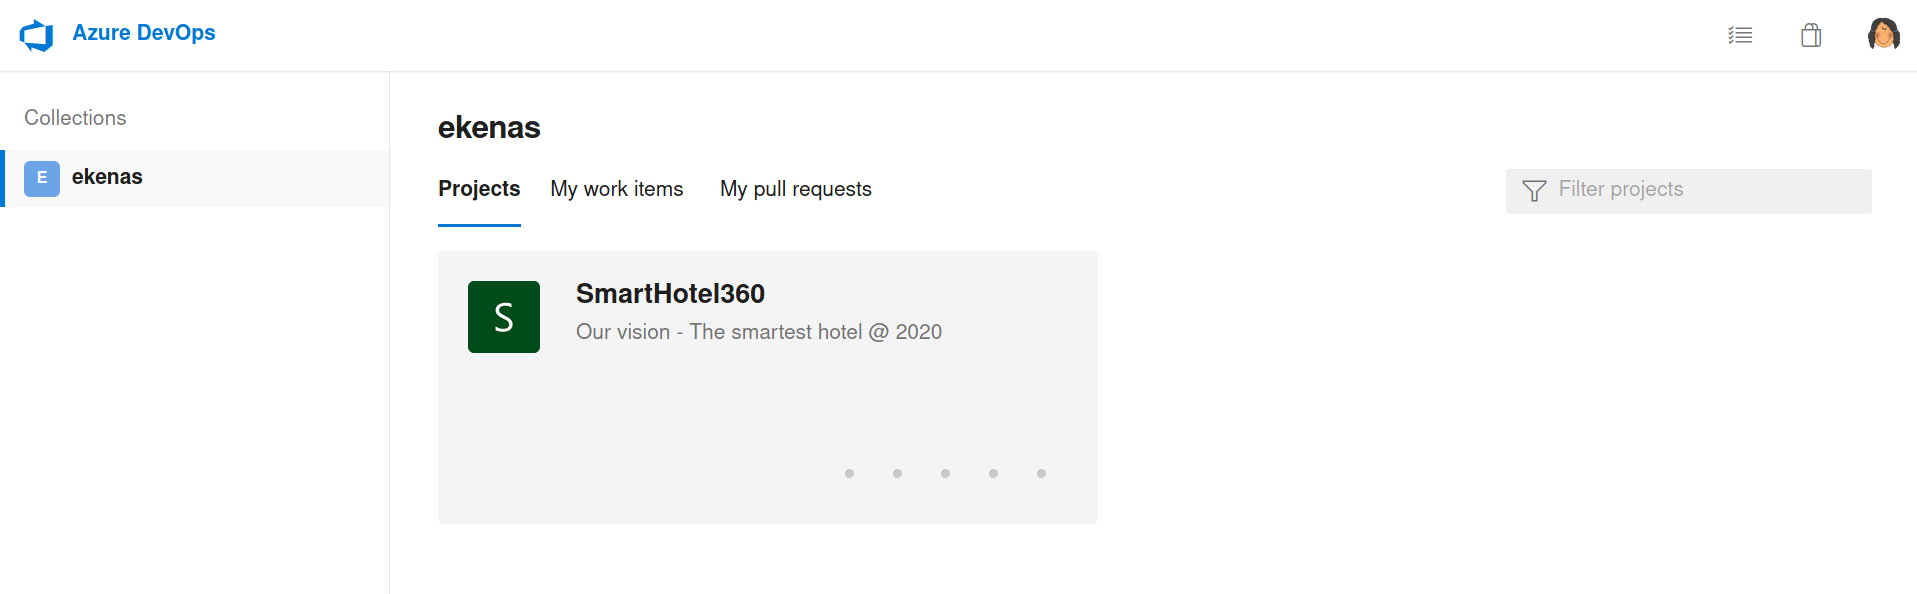 Azure DevOps
Collections
E ekenas
ekenas
Projects My work items My pull requests
Filter projects
S
SmartHotel360
Our vision - The smartest hotel @ 2020